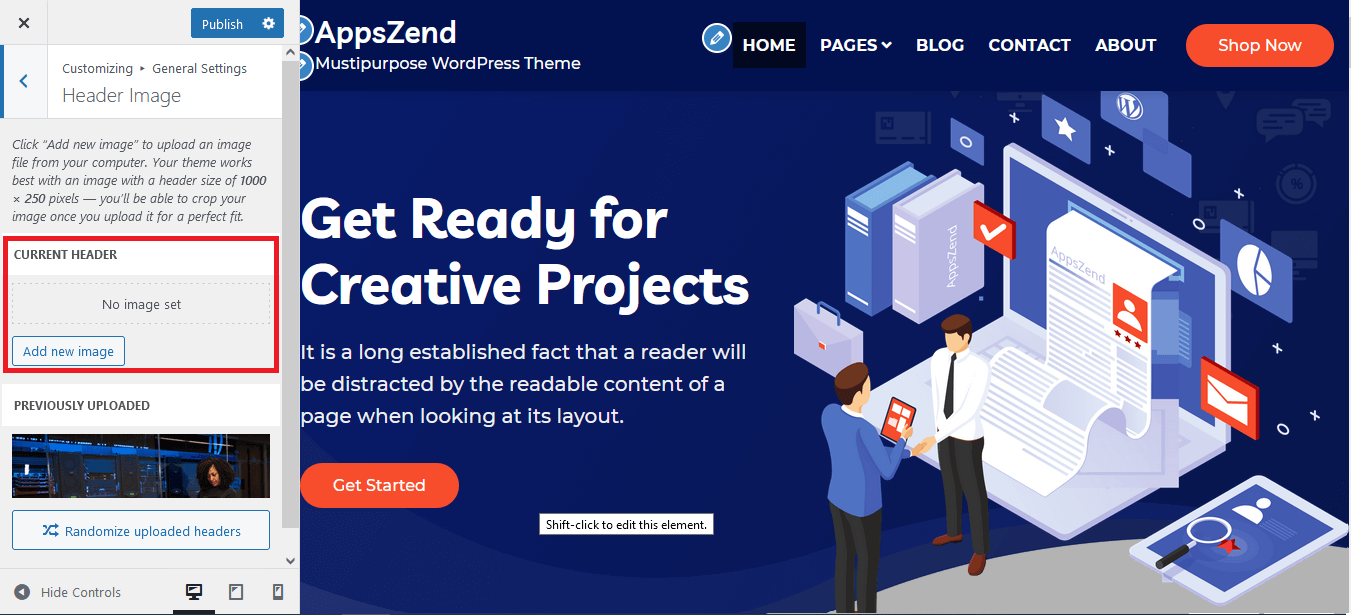 Publish
Customizing ▸ General Settings
Header Image
Click “Add new image” to upload an image
file from your computer. Your theme works
best with an image with a header size of 1000
× 250 pixels — you’ll be able to crop your
image once you upload it for a perfect fit.
CURRENT HEADER
No image set
Add new image
PREVIOUSLY UPLOADED
Randomize uploaded headers
Hide Controls
AppsZend
Mustipurpose WordPress Theme
HOME PAGES BLOG CONTACT ABOUT Shop Now
Get Ready for
Creative Projects
It is a long established fact that a reader will
be distracted by the readable content of a
page when looking at its layout.
Get Started
Shift-click to edit this element.
AppsZend
AppsZend
%